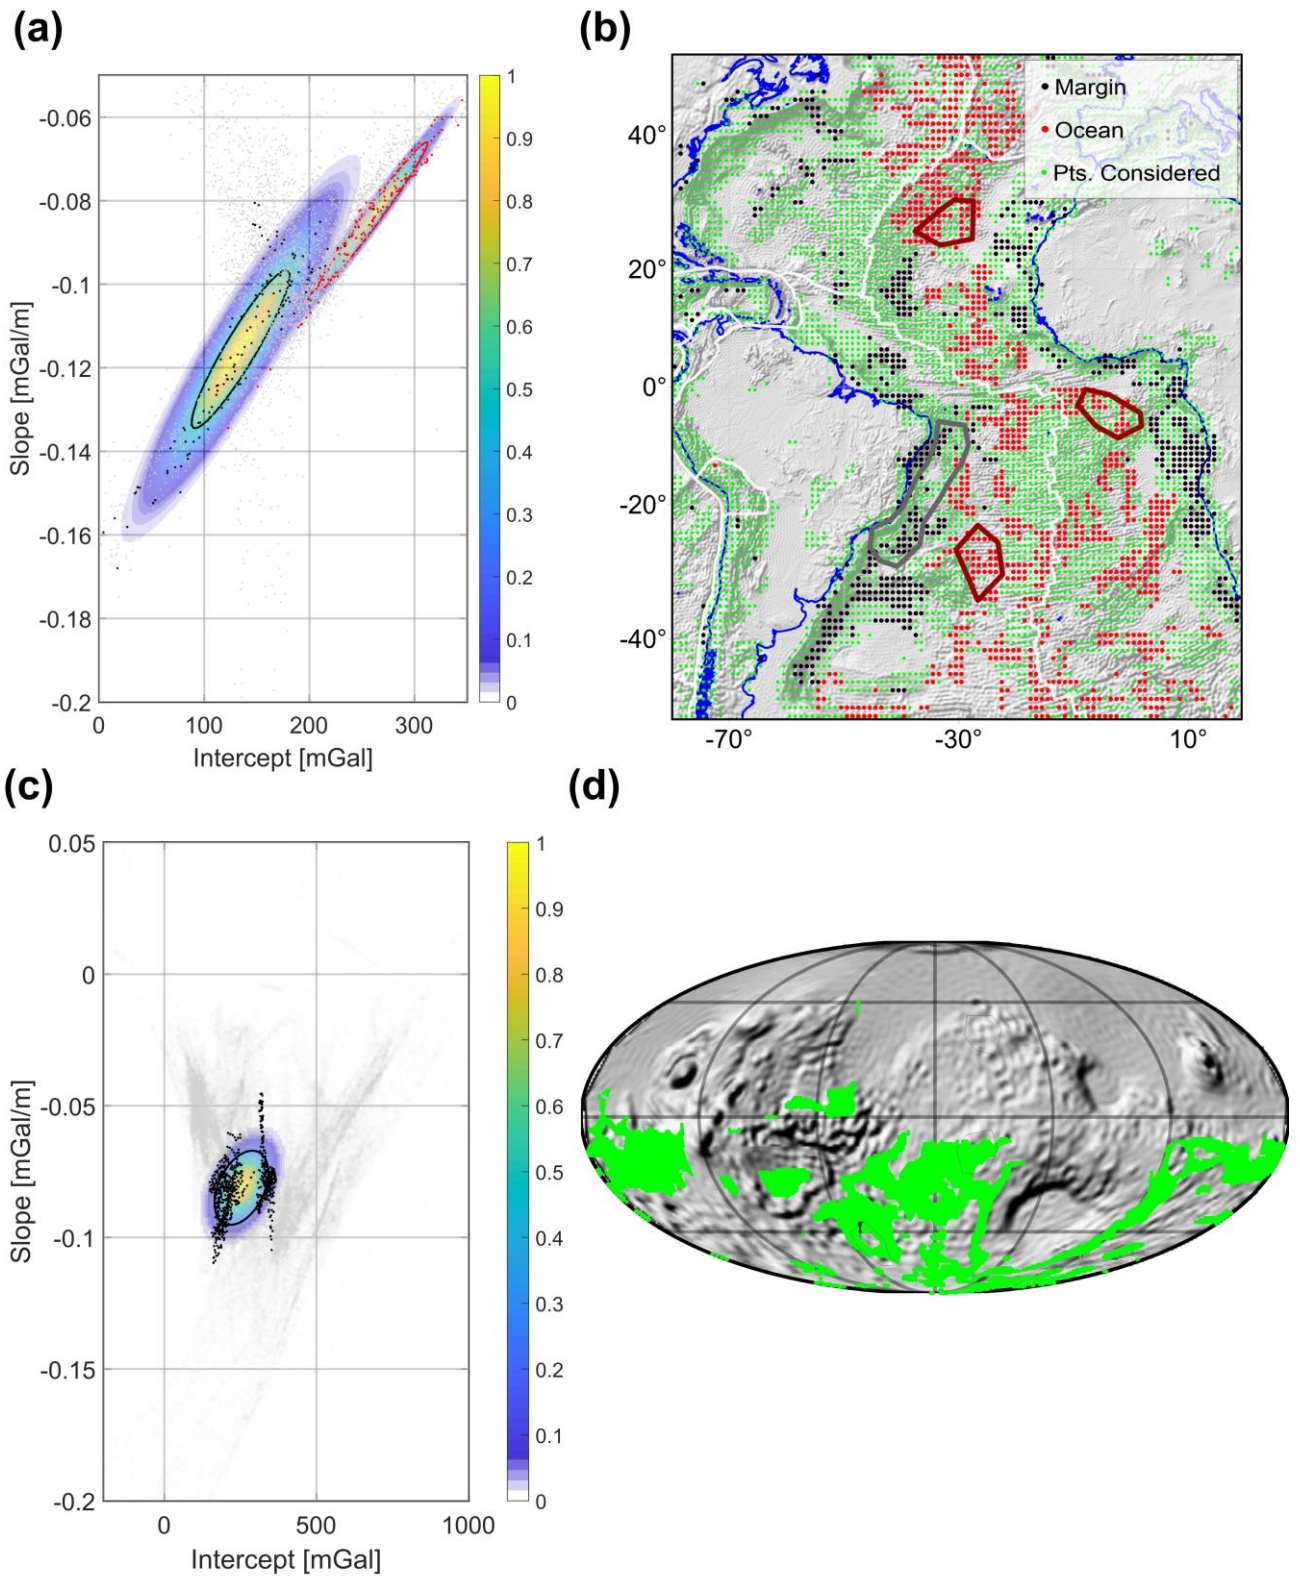 (a)
-0.06
-0.08
-0.1
-0.12
-0.14
-0.16
-0.18
-0.2
Slope [mGal/m]
0 100 200 300
Intercept [mGal]
1
0.9
0.8
0.7
0.6
0.5
0.4
0.3
0.2
0.1
0
(b)
Margin
Ocean
Pts. Considered
40°
20°
0°
-20°
-40°
-70° -30° 10°
(c)
0.05
0
-0.05
-0.1
-0.15
-0.2
Slope [mGal/m]
0 500 1000
Intercept [mGal]
1
0.9
0.8
0.7
0.6
0.5
0.4
0.3
0.2
0.1
0
(d)